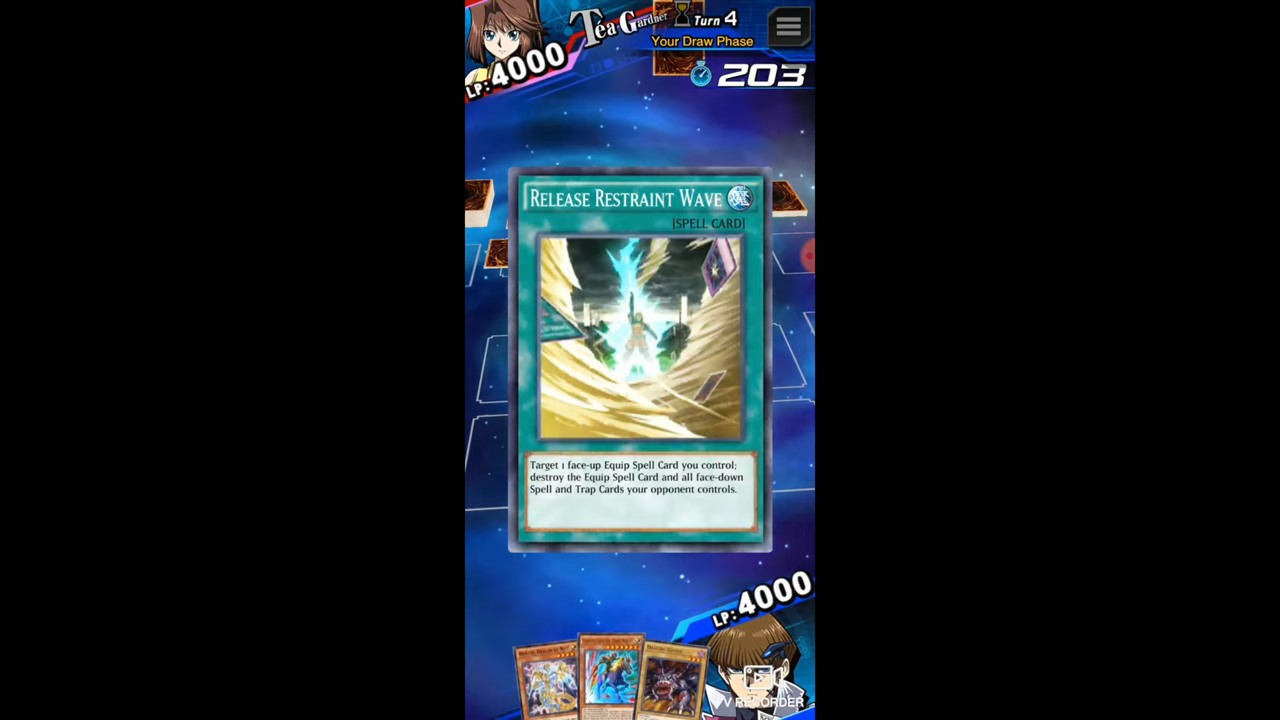 Téa Gardner
Turn 4
Your Draw Phase
LP: 4000
203
RELEASE RESTRAINT WAVE
[SPELL CARD]
Target 1 face-up Equip Spell Card you control;
destroy the Equip Spell Card and all face-down
Spell and Trap Cards your opponent controls.
LP: 4000
V RECORDER